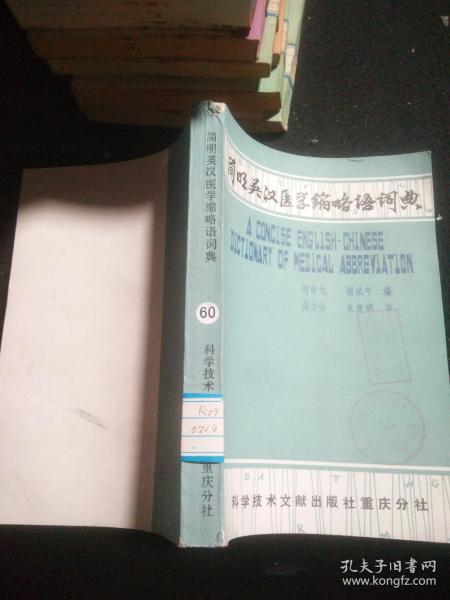 简明英汉医学缩略语词典
A CONCISE ENGLISH-CHINESE
DICTIONARY OF MEDICAL ABBREVIATION
编
审
科学技术文献出版社重庆分社
简明英汉医学缩略语词典
60
科学技术
重庆分社
孔夫子旧书网
www.kongfz.com